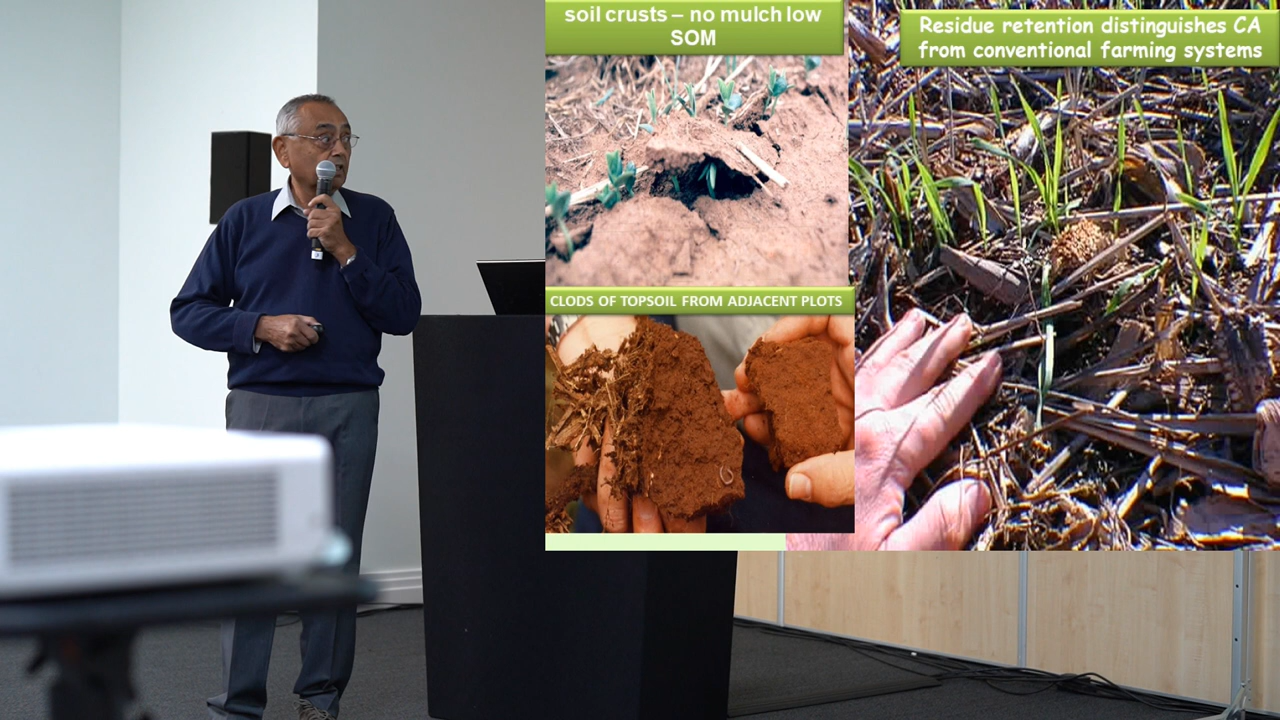 soil crusts – no mulch low
SOM
Residue retention distinguishes CA
from conventional farming systems
CLODS OF TOPSOIL FROM ADJACENT PLOTS